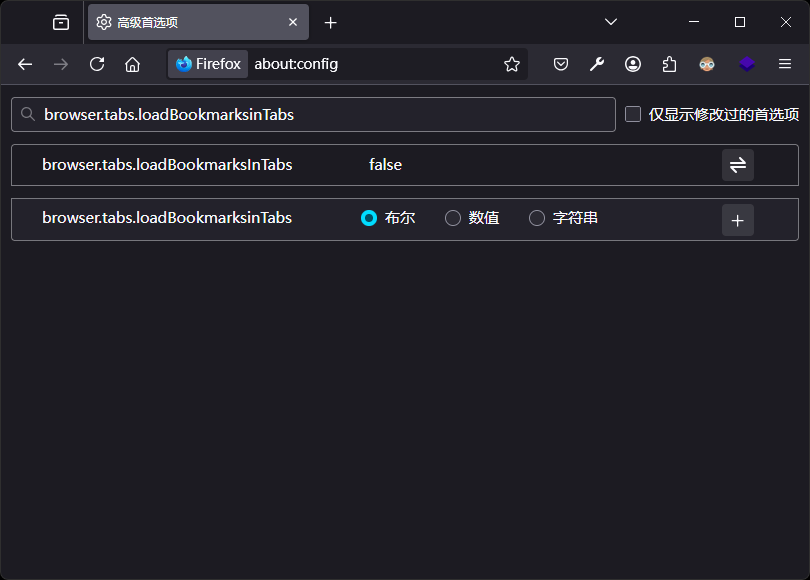 高级首选项
Firefox about:config
browser.tabs.loadBookmarksinTabs 仅显示修改过的首选项
browser.tabs.loadBookmarksInTabs false
browser.tabs.loadBookmarksinTabs 布尔 数值 字符串